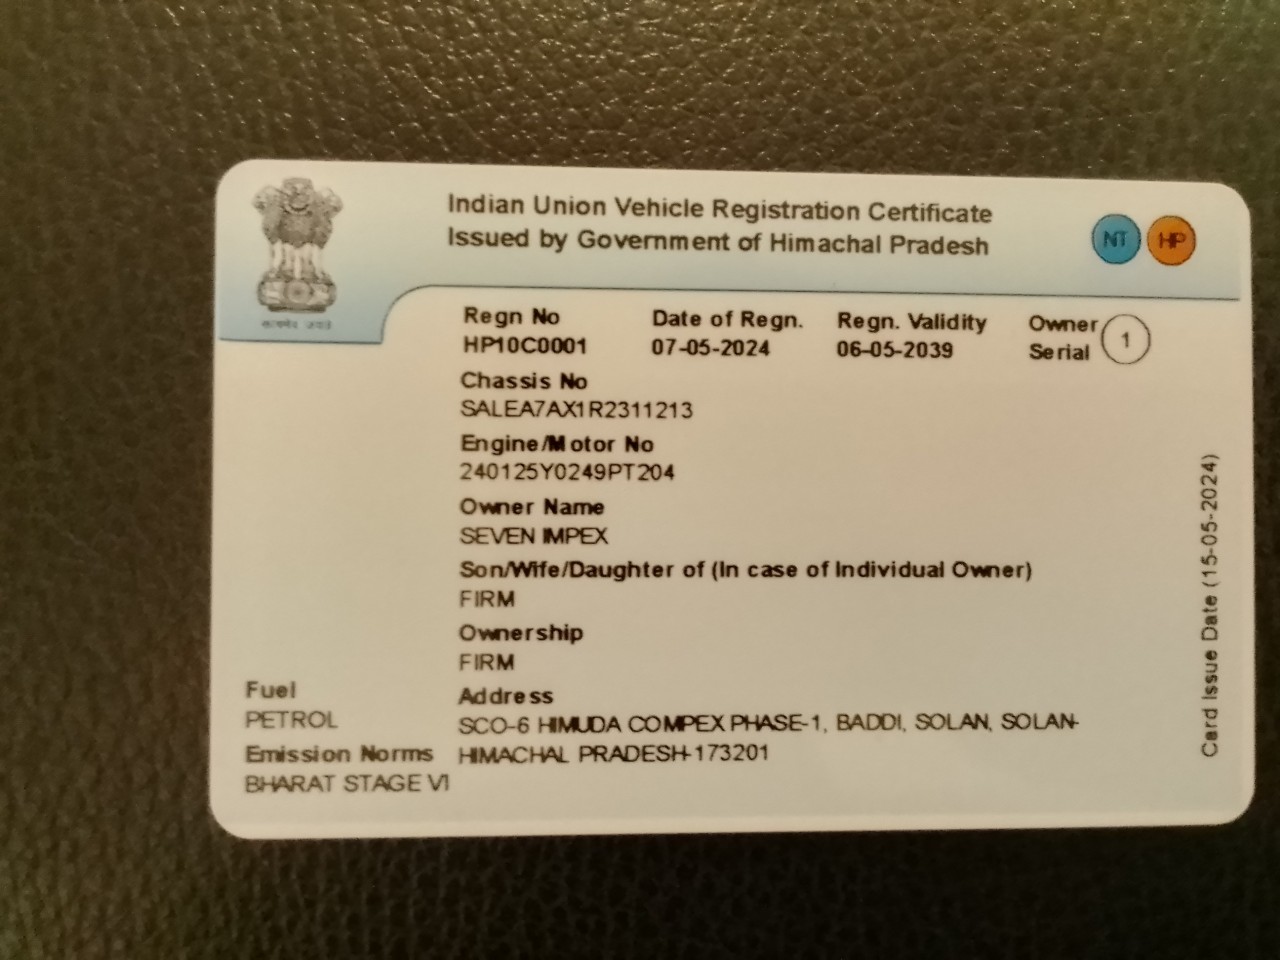 Indian Union Vehicle Registration Certificate
Issued by Government of Himachal Pradesh
NT HP
Regn No Date of Regn. Regn. Validity Owner Serial 1
HP10C0001 07-05-2024 06-05-2039
Chassis No
SALEA7AX1R2311213
Engine/Motor No
240125Y0249PT204
Owner Name
SEVEN IMPEX
Son/Wife/Daughter of (In case of Individual Owner)
FIRM
Ownership
FIRM
Fuel
PETROL
Emission Norms
BHARAT STAGE VI
Address
SCO-6 HIMUDA COMPEX PHASE-1, BADDI, SOLAN, SOLAN-
HIMACHAL PRADESH-173201
Card Issue Date (15-05-2024)